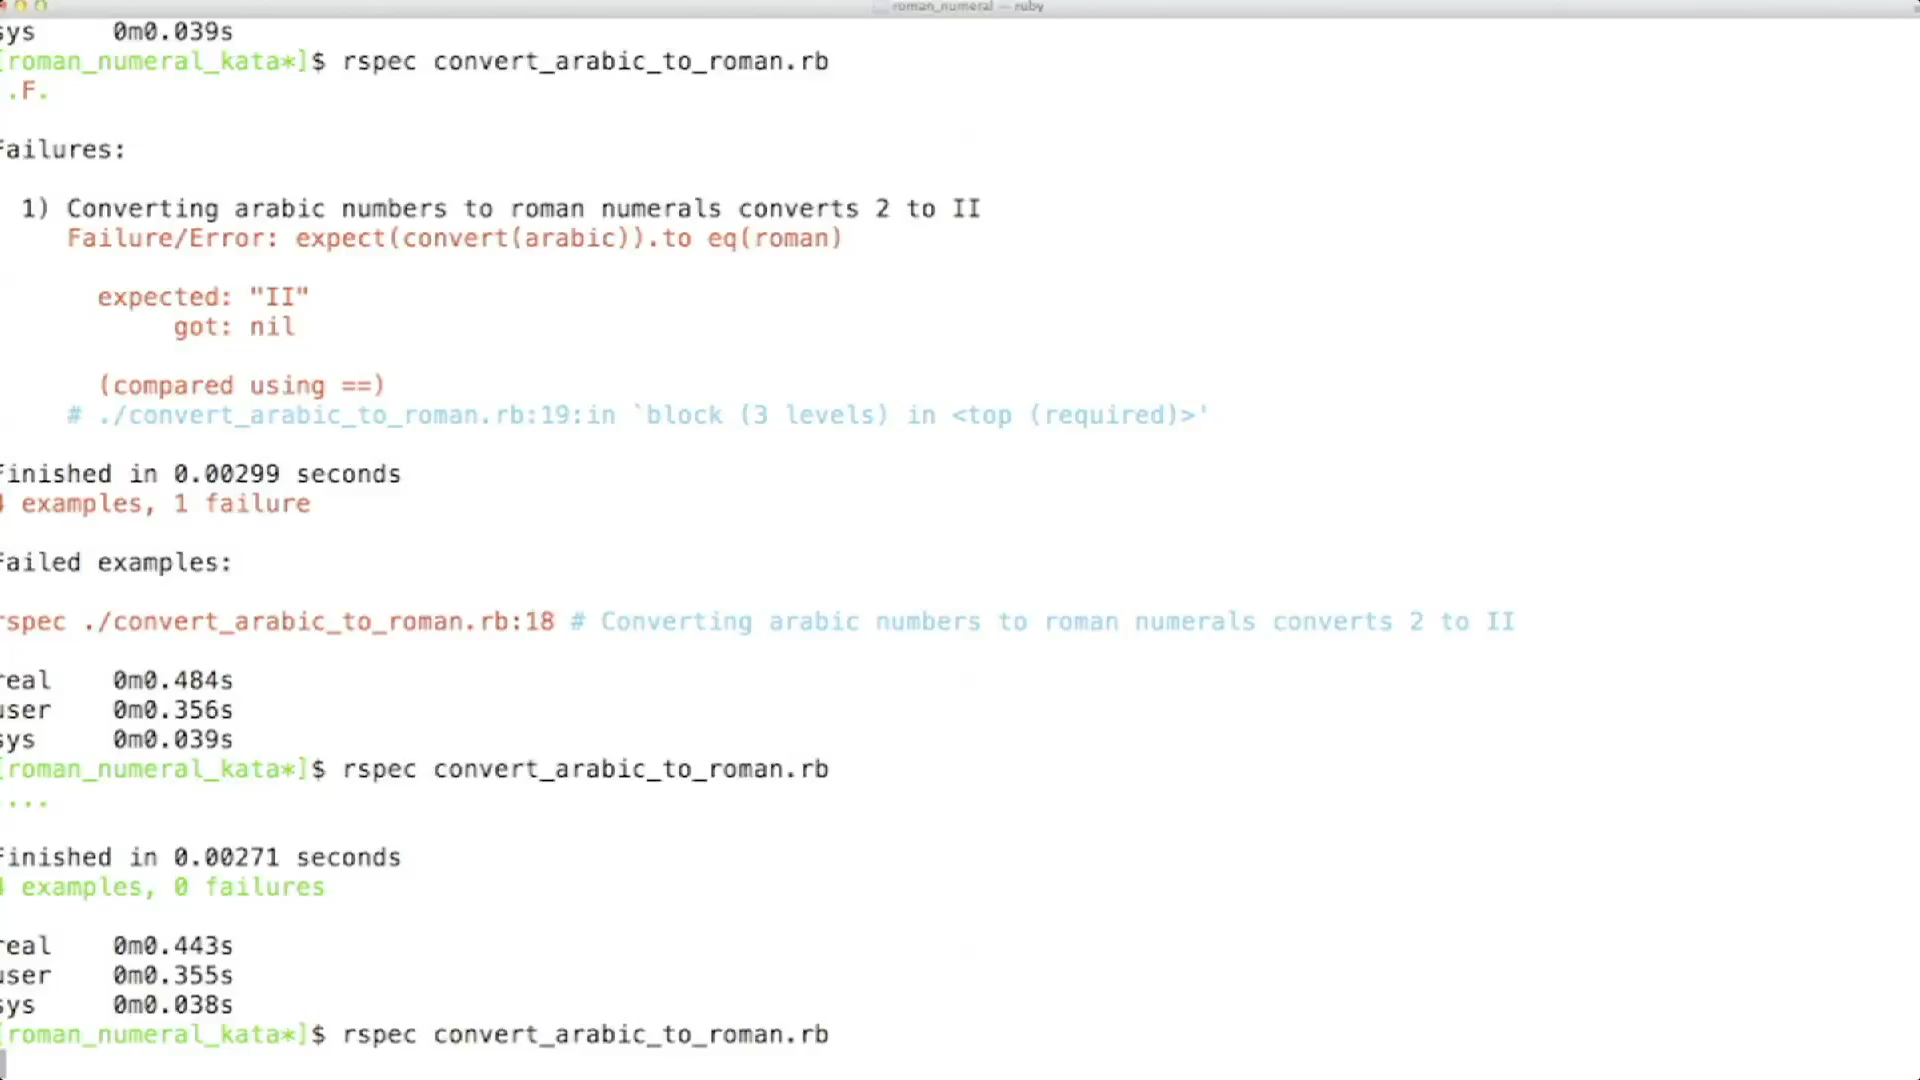 roman_numeral — ruby
sys 0m0.039s
[roman_numeral_kata*]$ rspec convert_arabic_to_roman.rb
.F.
Failures:
1) Converting arabic numbers to roman numerals converts 2 to II
Failure/Error: expect(convert(arabic)).to eq(roman)
expected: "II"
got: nil
(compared using ==)
# ./convert_arabic_to_roman.rb:19:in `block (3 levels) in <top (required)>'
Finished in 0.00299 seconds
4 examples, 1 failure
Failed examples:
rspec ./convert_arabic_to_roman.rb:18 # Converting arabic numbers to roman numerals converts 2 to II
real 0m0.484s
user 0m0.356s
sys 0m0.039s
[roman_numeral_kata*]$ rspec convert_arabic_to_roman.rb
...
Finished in 0.00271 seconds
4 examples, 0 failures
real 0m0.443s
user 0m0.355s
sys 0m0.038s
[roman_numeral_kata*]$ rspec convert_arabic_to_roman.rb